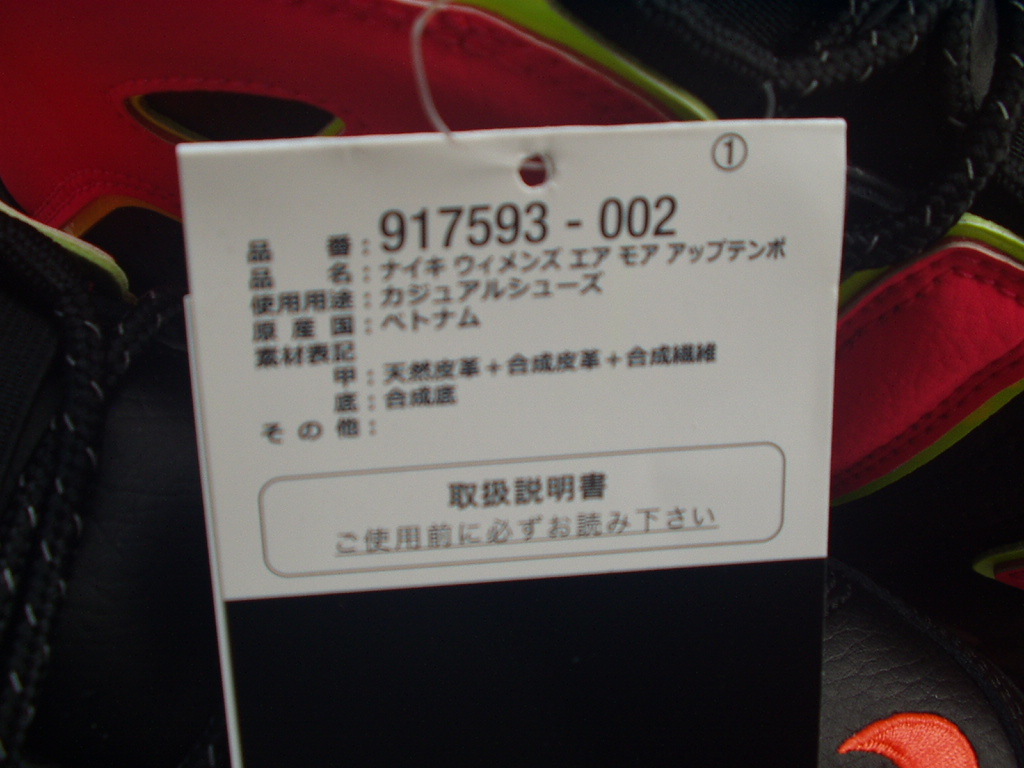 ①
品番：917593-002
品名：ナイキ ウィメンズ エア モア アップテンポ
使用用途：カジュアルシューズ
原産国：ベトナム
素材表記
甲：天然皮革＋合成皮革＋合成繊維
底：合成底
その他：
取扱説明書
ご使用前に必ずお読み下さい